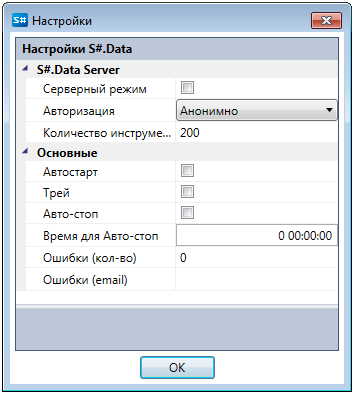 S# Настройки
Настройки S#.Data
S#.Data Server
Серверный режим
Авторизация Анонимно
Количество инструме... 200
Основные
Автостарт
Трей
Авто-стоп
Время для Авто-стоп 0 00:00:00
Ошибки (кол-во) 0
Ошибки (email)
OK